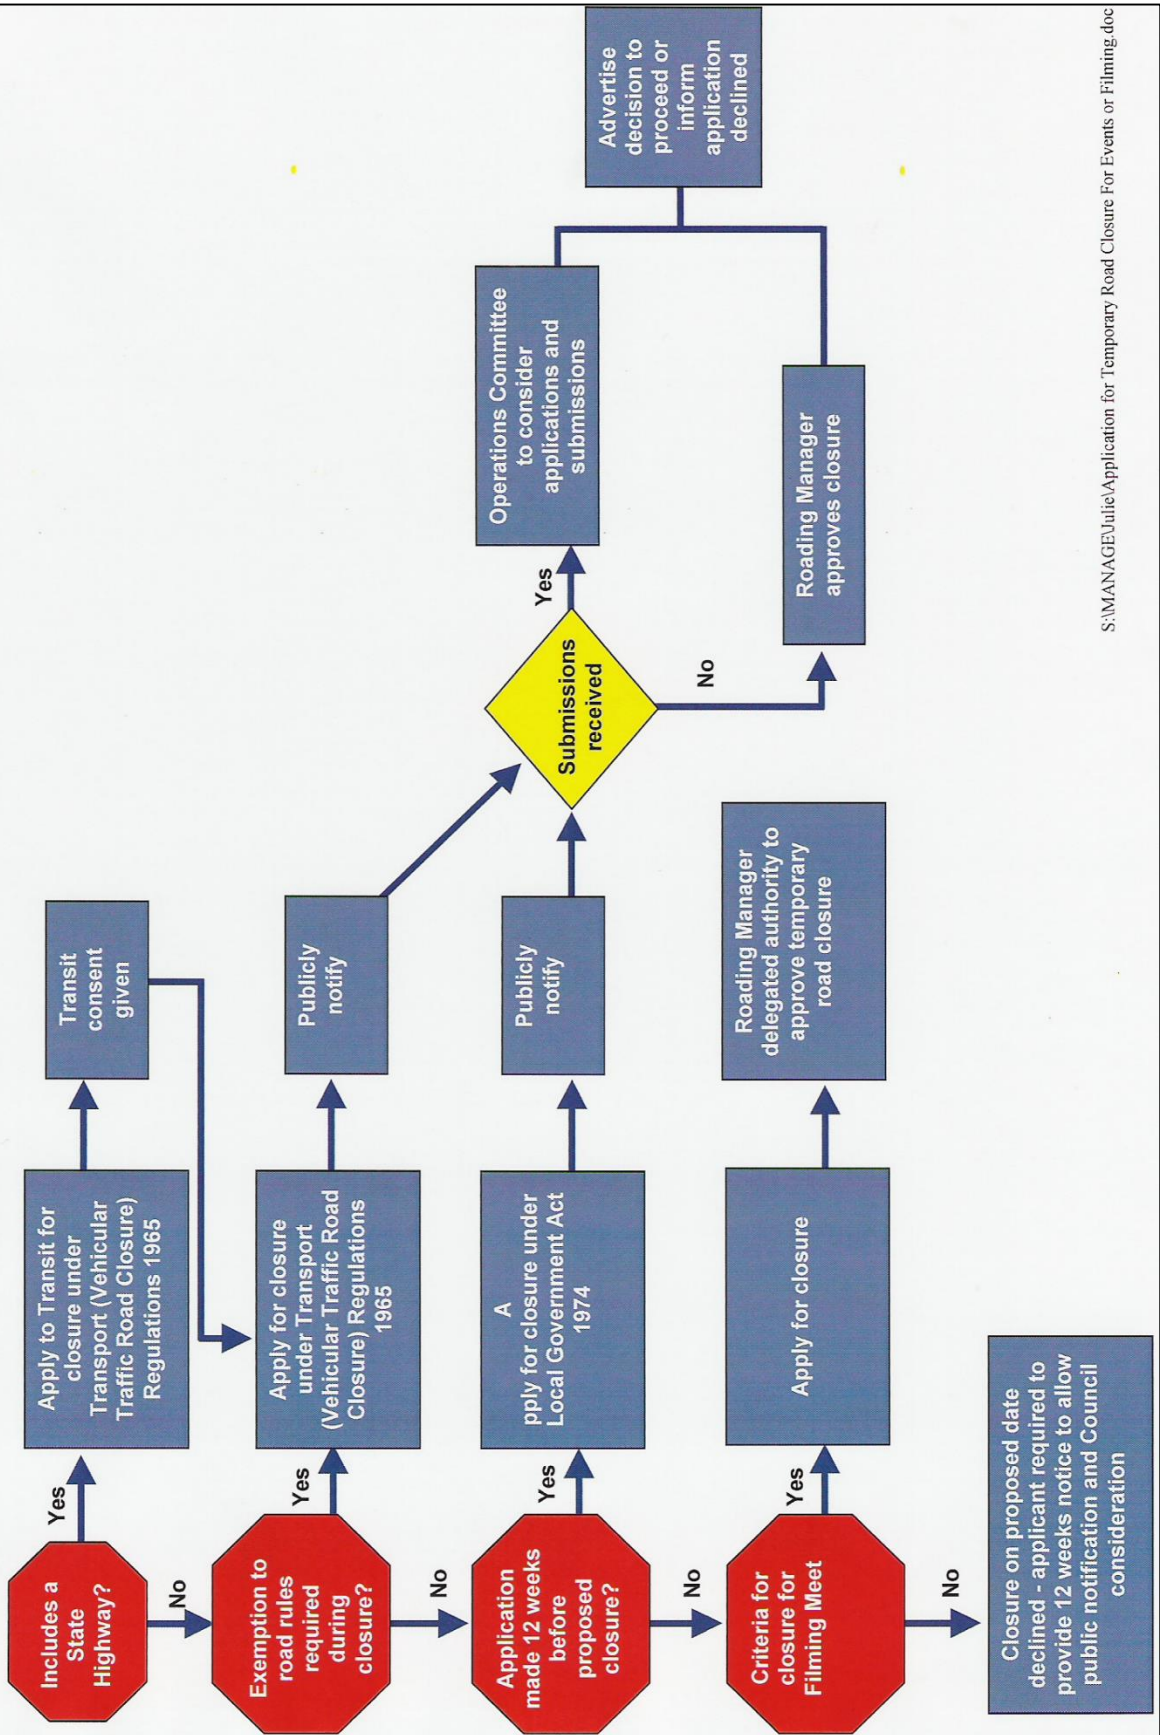 Includes a
State
Highway?
Yes
Apply to Transit for
closure under
Transport (Vehicular
Traffic Road Closure)
Regulations 1965
Transit
consent
given
No
Exemption to
road rules
required
during
closure?
Yes
Apply for closure
under Transport
(Vehicular Traffic Road
Closure) Regulations
1965
Publicly
notify
No
Application
made 12 weeks
before
proposed
closure?
Yes
A
pply for closure under
Local Government Act
1974
Publicly
notify
Submissions
received
Yes
Operations Committee
to consider
applications and
submissions
No
Roading Manager
approves closure
Advertise
decision to
proceed or
inform
application
declined
No
Criteria for
closure for
Filming Meet
Yes
Apply for closure
Roading Manager
delegated authority to
approve temporary
road closure
No
Closure on proposed date
declined - applicant required to
provide 12 weeks notice to allow
public notification and Council
consideration
S:\MANAGE\Julie\Application for Temporary Road Closure For Events or Filming.doc